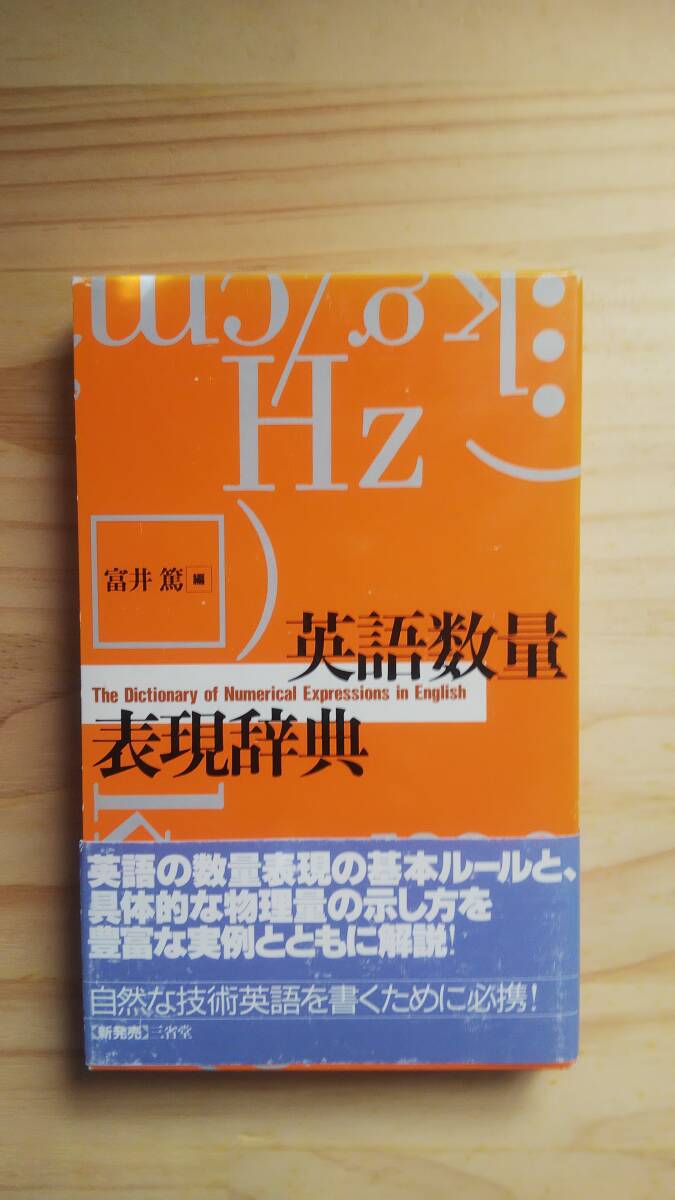 kg/cm
Hz
富井 篤 編
英語数量
The Dictionary of Numerical Expressions in English
表現辞典
英語の数量表現の基本ルールと、
具体的な物理量の示し方を
豊富な実例とともに解説!
自然な技術英語を書くために必携!
【新発売】三省堂